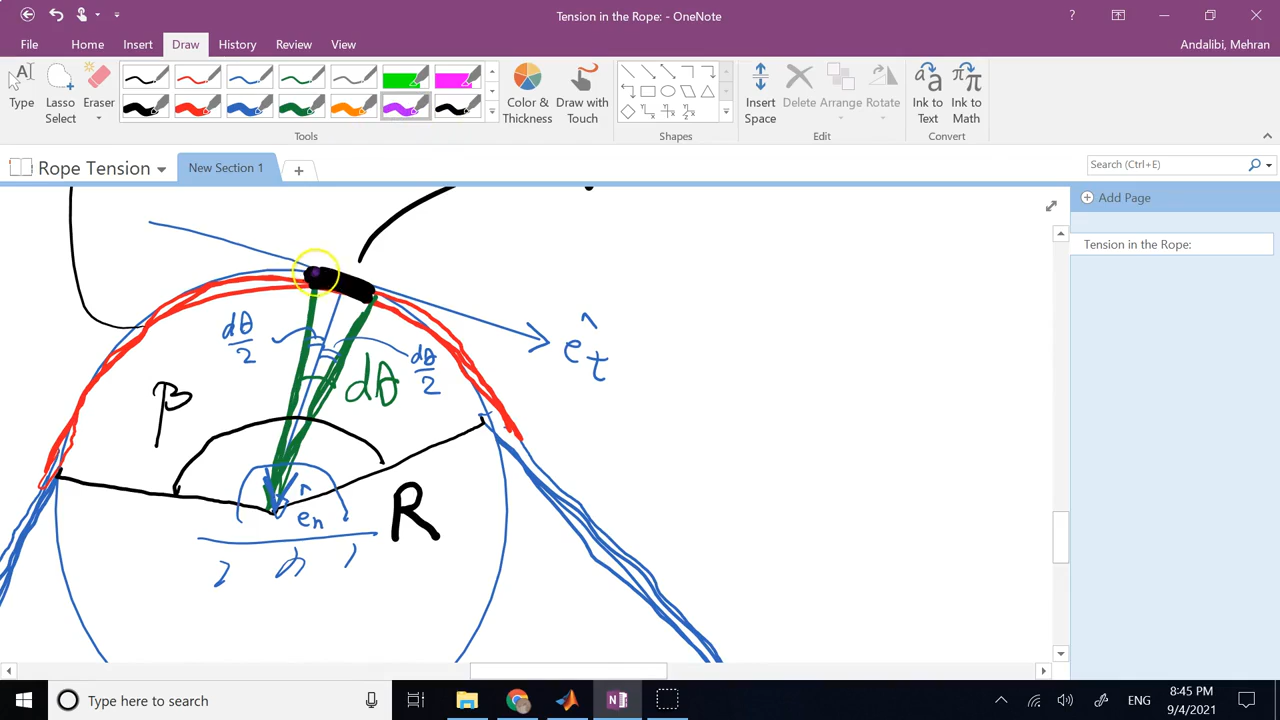 Tension in the Rope: - OneNote
?
Andalibi, Mehran
File Home Insert Draw History Review View
Type
Lasso Select
Eraser
Color & Thickness
Draw with Touch
Insert Space
Delete
Arrange
Rotate
Ink to Text
Ink to Math
Tools
Shapes
Edit
Convert
Rope Tension
New Section 1
Search (Ctrl+E)
Add Page
Tension in the Rope:
dθ/2
dθ/2
dθ
êt
β
R
ên
Type here to search
ENG
8:45 PM
9/4/2021